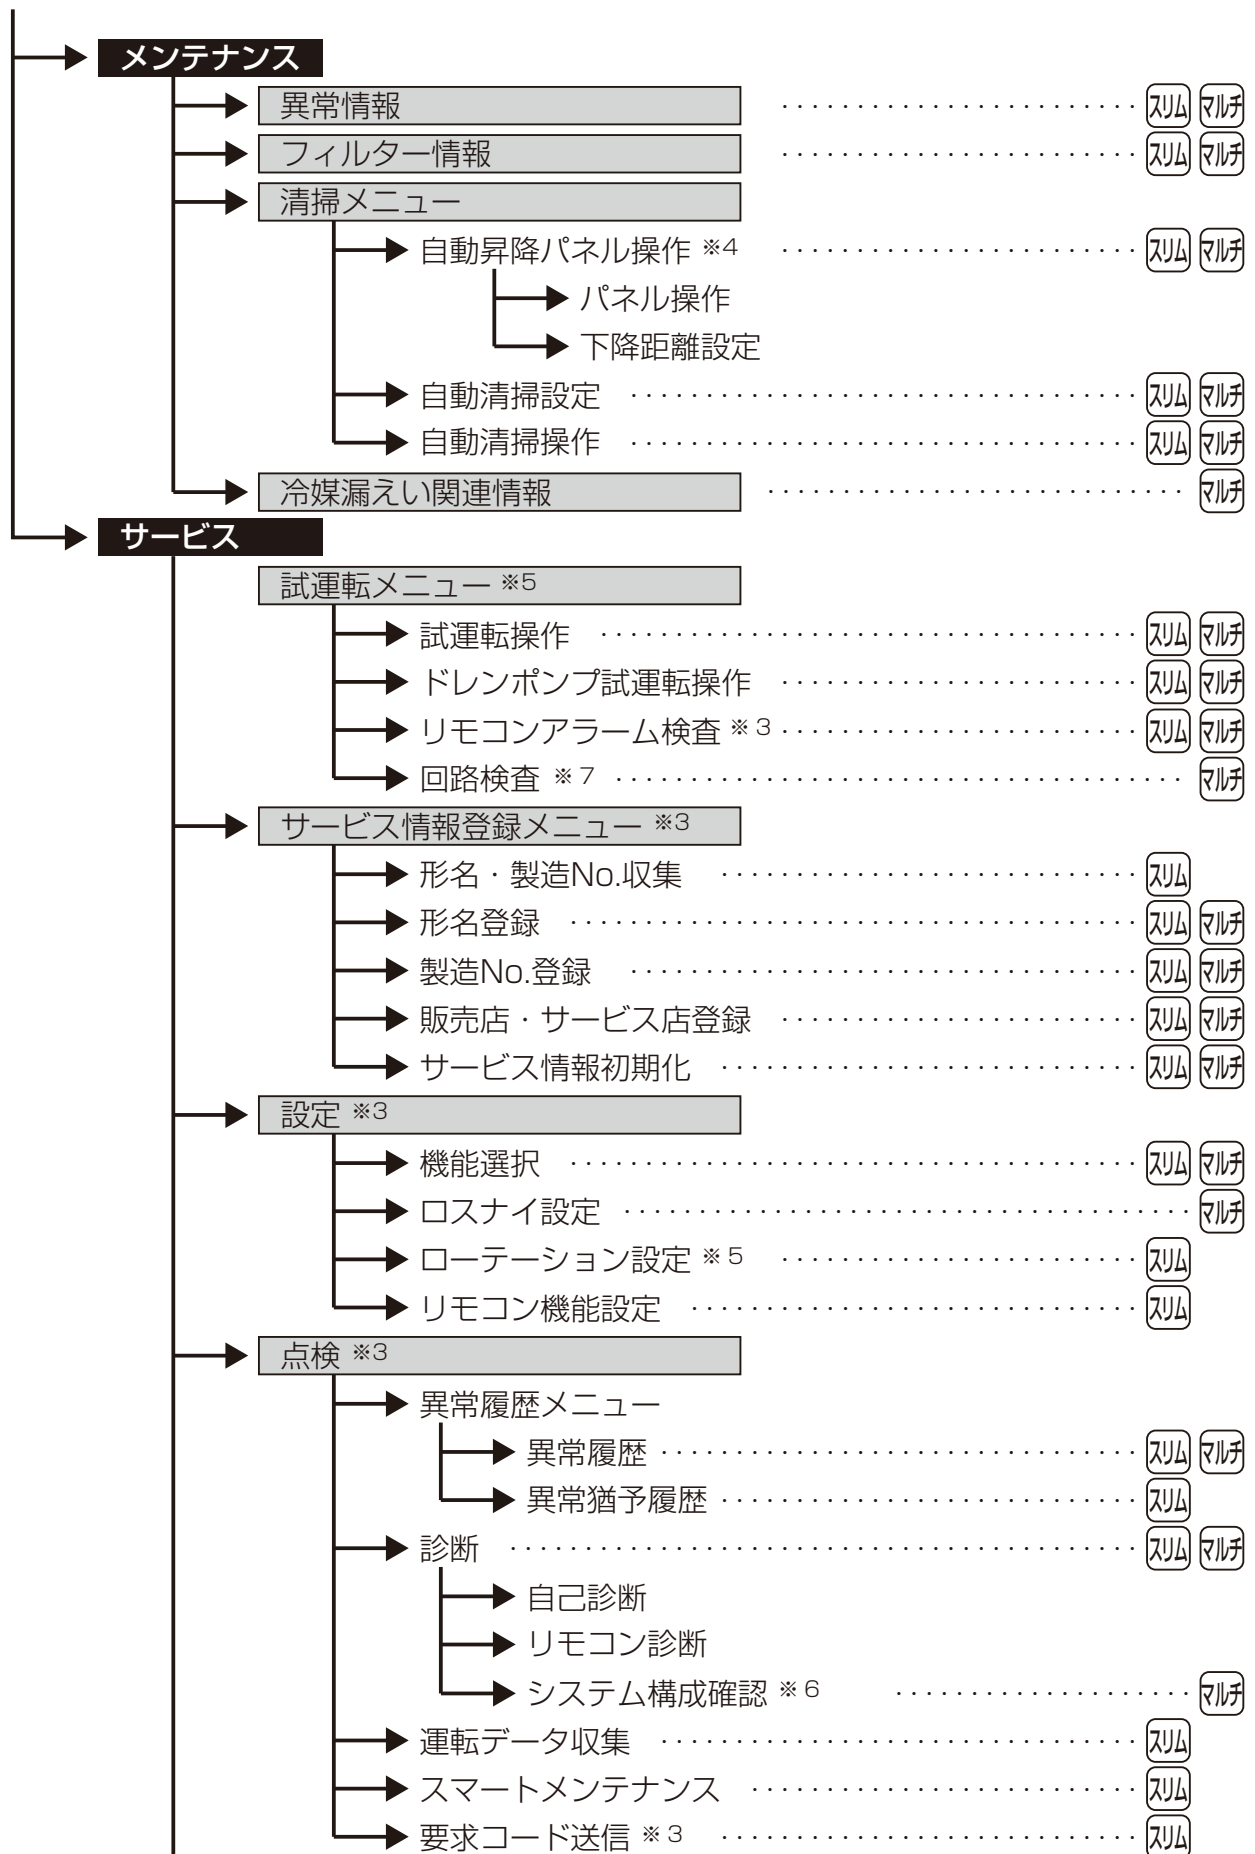 メンテナンス
異常情報 ・・・・・・・・・・・・・・・・・・・・・・・・ スリム マルチ
フィルター情報 ・・・・・・・・・・・・・・・・・・・・・・・・ スリム マルチ
清掃メニュー
自動昇降パネル操作 ※4 ・・・・・・・・・・・・・・・・・・・・・・・・ スリム マルチ
パネル操作
下降距離設定
自動清掃設定 ・・・・・・・・・・・・・・・・・・・・・・・・・・・・・・・・・・ スリム マルチ
自動清掃操作 ・・・・・・・・・・・・・・・・・・・・・・・・・・・・・・・・・・ スリム マルチ
冷媒漏えい関連情報 ・・・・・・・・・・・・・・・・・・・・・・・・・・・・ マルチ
サービス
試運転メニュー ※5
試運転操作 ・・・・・・・・・・・・・・・・・・・・・・・・・・・・・・・・・・・・ スリム マルチ
ドレンポンプ試運転操作 ・・・・・・・・・・・・・・・・・・・・・・・・ スリム マルチ
リモコンアラーム検査 ※3 ・・・・・・・・・・・・・・・・・・・・・・・・ スリム マルチ
回路検査 ※7 ・・・・・・・・・・・・・・・・・・・・・・・・・・・・・・・・・・・・・・ マルチ
サービス情報登録メニュー ※3
形名・製造No.収集 ・・・・・・・・・・・・・・・・・・・・・・・・・・・・ スリム
形名登録 ・・・・・・・・・・・・・・・・・・・・・・・・・・・・・・・・・・・・・・ スリム マルチ
製造No.登録 ・・・・・・・・・・・・・・・・・・・・・・・・・・・・・・・・・・ スリム マルチ
販売店・サービス店登録 ・・・・・・・・・・・・・・・・・・・・・・・・ スリム マルチ
サービス情報初期化 ・・・・・・・・・・・・・・・・・・・・・・・・・・・・ スリム マルチ
設定 ※3
機能選択 ・・・・・・・・・・・・・・・・・・・・・・・・・・・・・・・・・・・・・・ スリム マルチ
ロスナイ設定 ・・・・・・・・・・・・・・・・・・・・・・・・・・・・・・・・・・・・・・ マルチ
ローテーション設定 ※5 ・・・・・・・・・・・・・・・・・・・・・・・・ スリム
リモコン機能設定 ・・・・・・・・・・・・・・・・・・・・・・・・・・・・・・ スリム
点検 ※3
異常履歴メニュー
異常履歴 ・・・・・・・・・・・・・・・・・・・・・・・・・・・・・・・・ スリム マルチ
異常猶予履歴 ・・・・・・・・・・・・・・・・・・・・・・・・・・・・ スリム
診断 ・・・・・・・・・・・・・・・・・・・・・・・・・・・・・・・・・・・・・・・・・・ スリム マルチ
自己診断
リモコン診断
システム構成確認 ※6 ・・・・・・・・・・・・・・・・・・・・ マルチ
運転データ収集 ・・・・・・・・・・・・・・・・・・・・・・・・・・・・・・・・ スリム
スマートメンテナンス ・・・・・・・・・・・・・・・・・・・・・・・・・・ スリム
要求コード送信 ※3 ・・・・・・・・・・・・・・・・・・・・・・・・・・・・ スリム